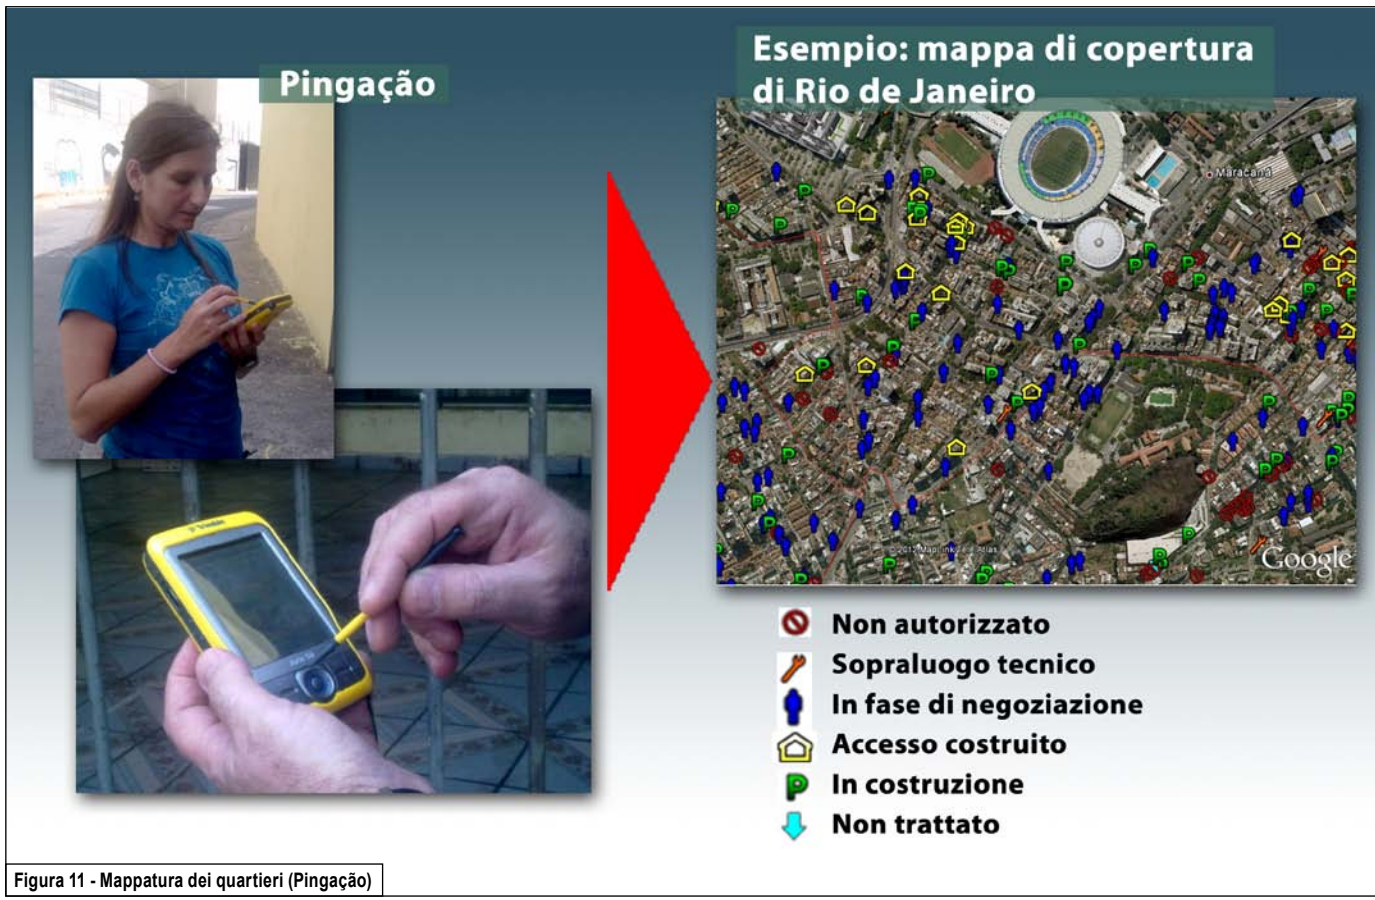 Pingação
Esempio: mappa di copertura
di Rio de Janeiro
Trimble
Maracanã
Google
Non autorizzato
Sopraluogo tecnico
In fase di negoziazione
Accesso costruito
In costruzione
Non trattato
Figura 11 - Mappatura dei quartieri (Pingação)